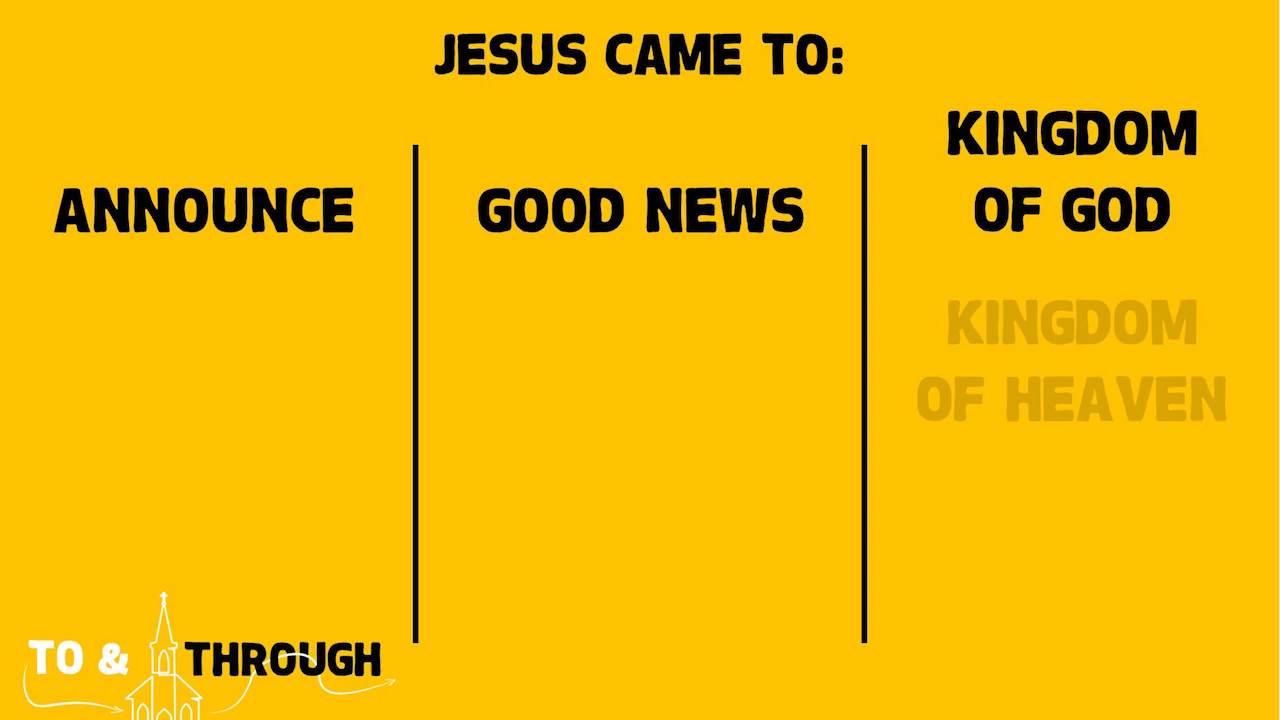 JESUS CAME TO:
ANNOUNCE
GOOD NEWS
KINGDOM
OF GOD
KINGDOM
OF HEAVEN
TO & THROUGH